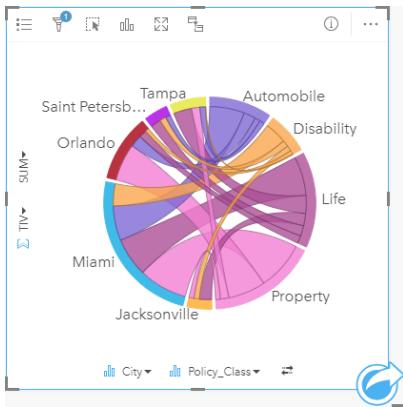 1
Tampa
Automobile
Saint Petersb...
Disability
Orlando
SUM
Life
TIV
Miami
Property
Jacksonville
City
Policy_Class